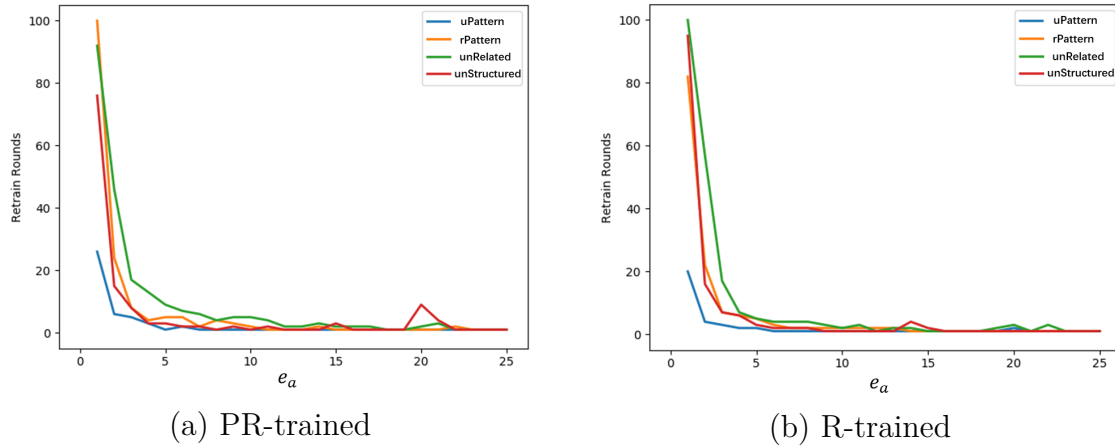 100
80
60
40
20
0
Retrain Rounds
0 5 10 15 20 25
e_a
uPattern
rPattern
unRelated
unStructured
(a) PR-trained
100
80
60
40
20
0
Retrain Rounds
0 5 10 15 20 25
e_a
uPattern
rPattern
unRelated
unStructured
(b) R-trained